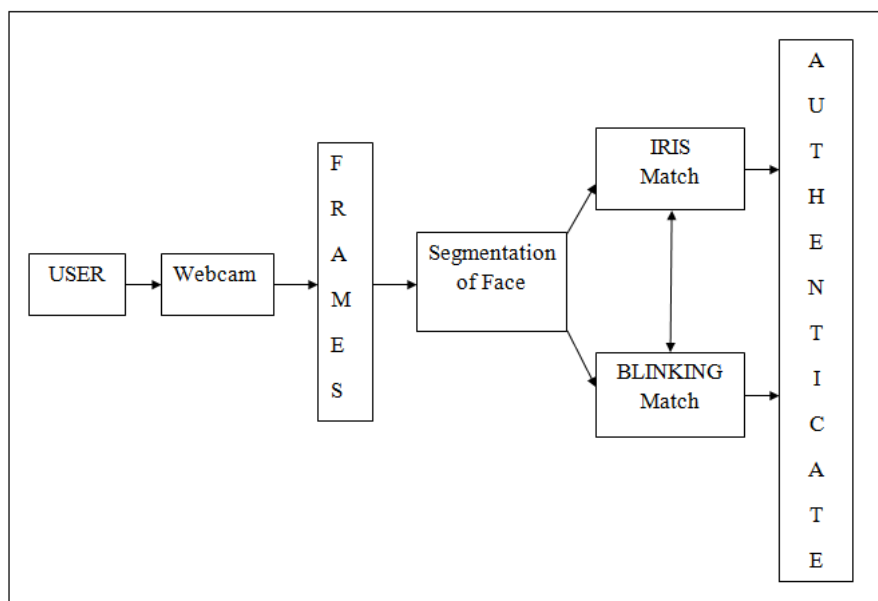 USER
Webcam
F
R
A
M
E
S
Segmentation
of Face
IRIS
Match
BLINKING
Match
A
U
T
H
E
N
T
I
C
A
T
E